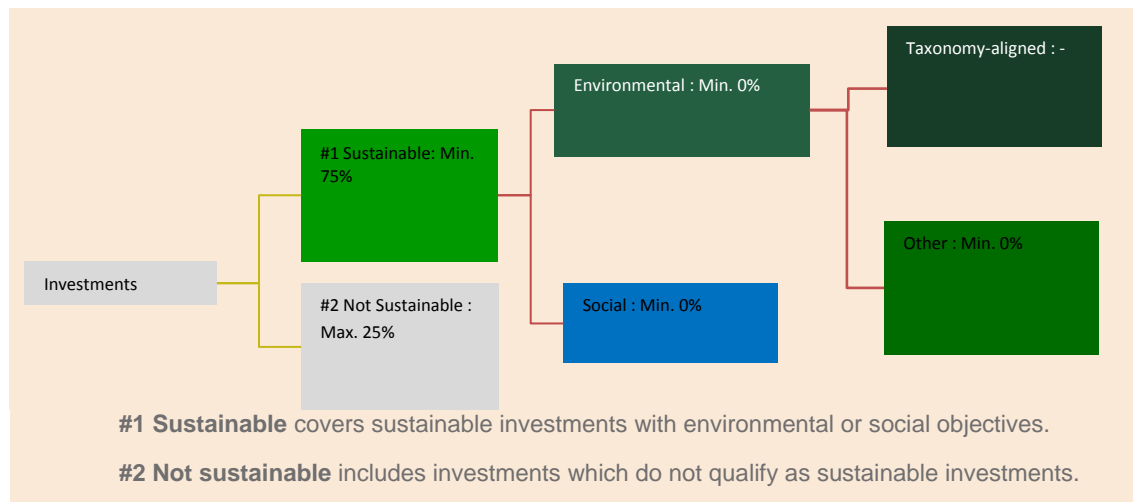 Taxonomy-aligned : -
Environmental : Min. 0%
#1 Sustainable: Min.
75%
Other : Min. 0%
Investments
#2 Not Sustainable :
Max. 25%
Social : Min. 0%
#1 Sustainable covers sustainable investments with environmental or social objectives.
#2 Not sustainable includes investments which do not qualify as sustainable investments.